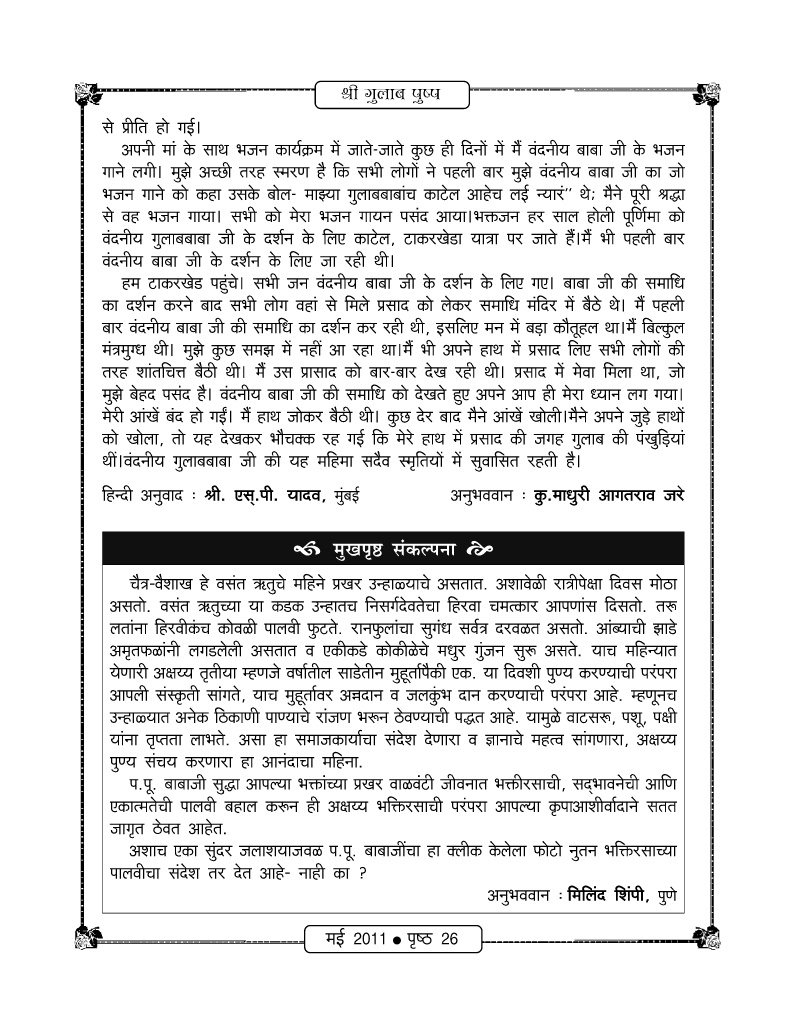 श्री गुलाब पुष्प
से प्रीति हो गई।
अपनी मां के साथ भजन कार्यक्रम में जाते-जाते कुछ ही दिनों में मैं वंदनीय बाबा जी के भजन
गाने लगी। मुझे अच्छी तरह स्मरण है कि सभी लोगों ने पहली बार मुझे वंदनीय बाबा जी का जो
भजन गाने को कहा उसके बोल- माझ्या गुलाबबाबांच काटेल आहेच लई न्यारं'' थे; मैने पूरी श्रद्धा
से वह भजन गाया। सभी को मेरा भजन गायन पसंद आया।भक्तजन हर साल होली पूर्णिमा को
वंदनीय गुलाबबाबा जी के दर्शन के लिए काटेल, टाकरखेडा यात्रा पर जाते हैं।मैं भी पहली बार
वंदनीय बाबा जी के दर्शन के लिए जा रही थी।
हम टाकरखेड पहुंचे। सभी जन वंदनीय बाबा जी के दर्शन के लिए गए। बाबा जी की समाधि
का दर्शन करने बाद सभी लोग वहां से मिले प्रसाद को लेकर समाधि मंदिर में बैठे थे। मैं पहली
बार वंदनीय बाबा जी की समाधि का दर्शन कर रही थी, इसलिए मन में बड़ा कौतूहल था।मैं बिल्कुल
मंत्रमुग्ध थी। मुझे कुछ समझ में नहीं आ रहा था।मैं भी अपने हाथ में प्रसाद लिए सभी लोगों की
तरह शांतचित्त बैठी थी। मैं उस प्रासाद को बार-बार देख रही थी। प्रसाद में मेवा मिला था, जो
मुझे बेहद पसंद है। वंदनीय बाबा जी की समाधि को देखते हुए अपने आप ही मेरा ध्यान लग गया।
मेरी आंखें बंद हो गईं। मैं हाथ जोकर बैठी थी। कुछ देर बाद मैने आंखें खोली।मैने अपने जुड़े हाथों
को खोला, तो यह देखकर भौचक्क रह गई कि मेरे हाथ में प्रसाद की जगह गुलाब की पंखुड़ियां
थीं।वंदनीय गुलाबबाबा जी की यह महिमा सदैव स्मृतियों में सुवासित रहती है।
हिन्दी अनुवाद : श्री. एस्.पी. यादव, मुंबई अनुभववान : कु.माधुरी आगतराव जरे
मुखपृष्ठ संकल्पना
चैत्र-वैशाख हे वसंत ऋतुचे महिने प्रखर उन्हाळ्याचे असतात. अशावेळी रात्रीपेक्षा दिवस मोठा
असतो. वसंत ऋतुच्या या कडक उन्हातच निसर्गदेवतेचा हिरवा चमत्कार आपणांस दिसतो. तरू
लतांना हिरवीकंच कोवळी पालवी फुटते. रानफुलांचा सुगंध सर्वत्र दरवळत असतो. आंब्याची झाडे
अमृतफळांनी लगडलेली असतात व एकीकडे कोकीळेचे मधुर गुंजन सुरू असते. याच महिन्यात
येणारी अक्षय्य तृतीया म्हणजे वर्षातील साडेतीन मुहूर्तापैकी एक. या दिवशी पुण्य करण्याची परंपरा
आपली संस्कृती सांगते, याच मुहूर्तावर अन्नदान व जलकुंभ दान करण्याची परंपरा आहे. म्हणूनच
उन्हाळ्यात अनेक ठिकाणी पाण्याचे रांजण भरून ठेवण्याची पद्धत आहे. यामुळे वाटसरू, पशू, पक्षी
यांना तृप्तता लाभते. असा हा समाजकार्याचा संदेश देणारा व ज्ञानाचे महत्व सांगणारा, अक्षय्य
पुण्य संचय करणारा हा आनंदाचा महिना.
प.पू. बाबाजी सुद्धा आपल्या भक्तांच्या प्रखर वाळवंटी जीवनात भक्तीरसाची, सद्‌भावनेची आणि
एकात्मतेची पालवी बहाल करून ही अक्षय्य भक्तिरसाची परंपरा आपल्या कृपाआशीर्वादाने सतत
जागृत ठेवत आहेत.
अशाच एका सुंदर जलाशयाजवळ प.पू. बाबाजींचा हा क्लीक केलेला फोटो नुतन भक्तिरसाच्या
पालवीचा संदेश तर देत आहे- नाही का ?
अनुभववान : मिलिंद शिंपी, पुणे
मई 2011 ● पृष्ठ 26